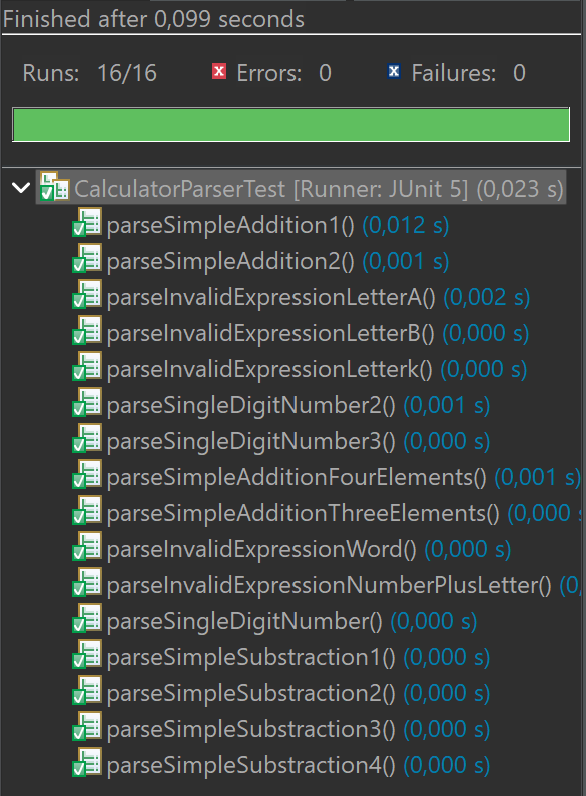 Finished after 0,099 seconds
Runs: 16/16 Errors: 0 Failures: 0
CalculatorParserTest [Runner: JUnit 5] (0,023 s)
parseSimpleAddition1() (0,012 s)
parseSimpleAddition2() (0,001 s)
parseInvalidExpressionLetterA() (0,002 s)
parseInvalidExpressionLetterB() (0,000 s)
parseInvalidExpressionLetterk() (0,000 s)
parseSingleDigitNumber2() (0,001 s)
parseSingleDigitNumber3() (0,000 s)
parseSimpleAdditionFourElements() (0,001 s)
parseSimpleAdditionThreeElements() (0,000 s
parseInvalidExpressionWord() (0,000 s)
parseInvalidExpressionNumberPlusLetter() (0,
parseSingleDigitNumber() (0,000 s)
parseSimpleSubstraction1() (0,000 s)
parseSimpleSubstraction2() (0,000 s)
parseSimpleSubstraction3() (0,000 s)
parseSimpleSubstraction4() (0,000 s)